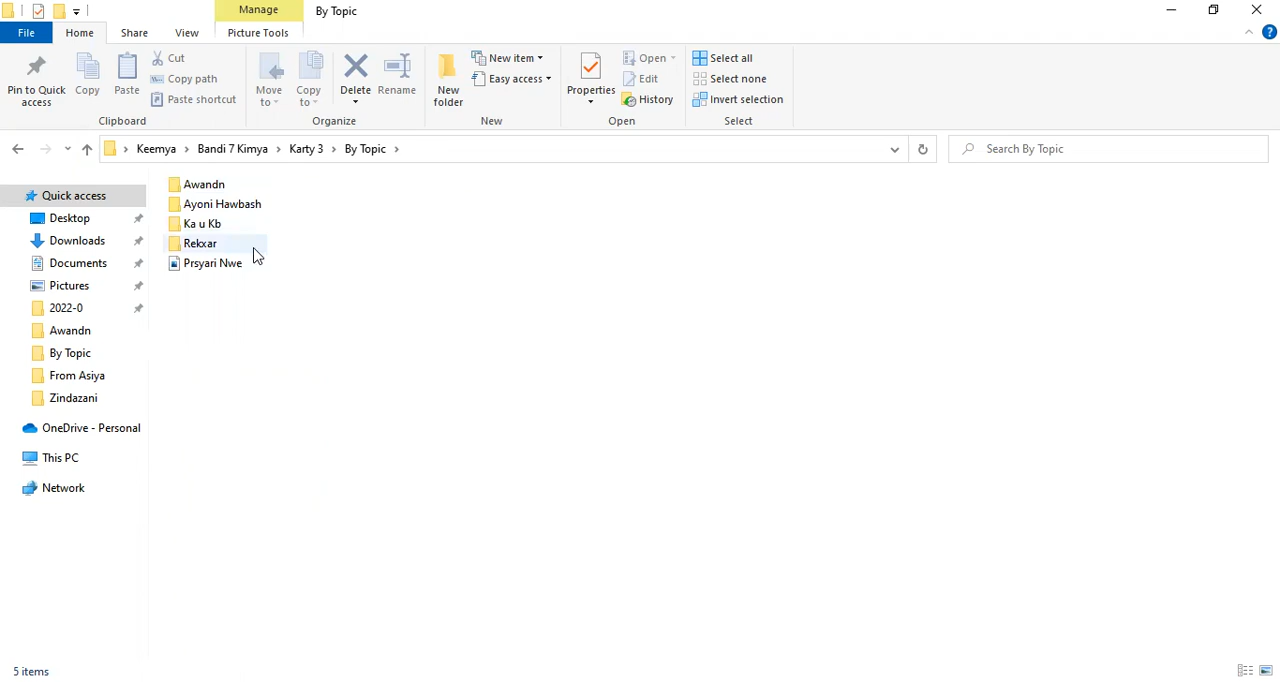 Manage
By Topic
File
Home
Share
View
Picture Tools
Pin to Quick access
Copy
Paste
Cut
Copy path
Paste shortcut
Clipboard
Move to
Copy to
Delete
Rename
Organize
New folder
New item
Easy access
New
Properties
Open
Edit
History
Open
Select all
Select none
Invert selection
Select
Keemya
Bandi 7 Kimya
Karty 3
By Topic
Search By Topic
Quick access
Desktop
Downloads
Documents
Pictures
2022-0
Awandn
By Topic
From Asiya
Zindazani
OneDrive - Personal
This PC
Network
Awandn
Ayoni Hawbash
Ka u Kb
Rekxar
Prsyari Nwe
5 items